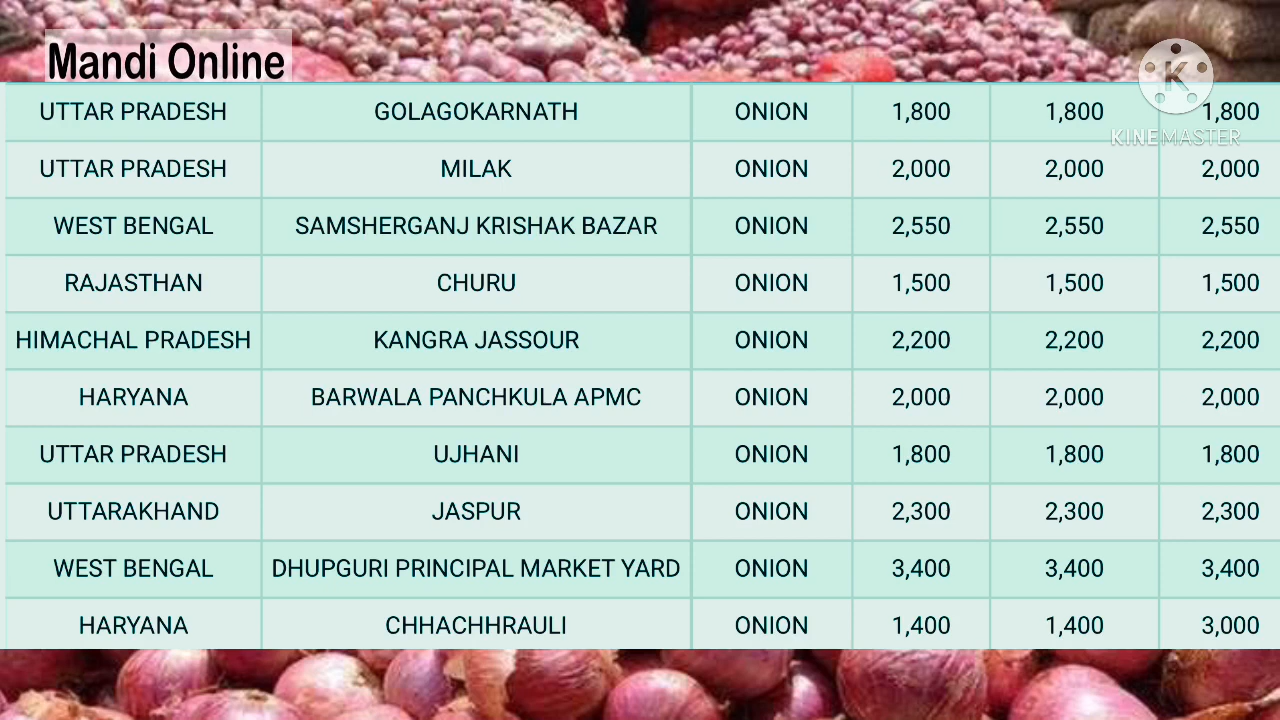 Mandi Online
KINEMASTER
UTTAR PRADESH GOLAGOKARNATH ONION 1,800 1,800 1,800
UTTAR PRADESH MILAK ONION 2,000 2,000 2,000
WEST BENGAL SAMSHERGANJ KRISHAK BAZAR ONION 2,550 2,550 2,550
RAJASTHAN CHURU ONION 1,500 1,500 1,500
HIMACHAL PRADESH KANGRA JASSOUR ONION 2,200 2,200 2,200
HARYANA BARWALA PANCHKULA APMC ONION 2,000 2,000 2,000
UTTAR PRADESH UJHANI ONION 1,800 1,800 1,800
UTTARAKHAND JASPUR ONION 2,300 2,300 2,300
WEST BENGAL DHUPGURI PRINCIPAL MARKET YARD ONION 3,400 3,400 3,400
HARYANA CHHACHHRAULI ONION 1,400 1,400 3,000